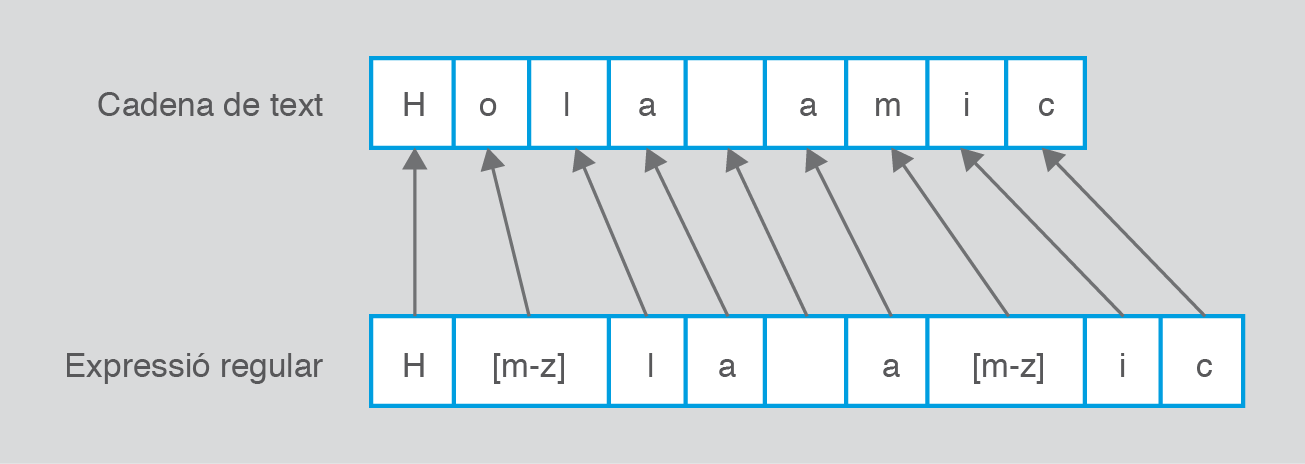 Cadena de text H o l a a m i c
Expressió regular H [m-z] l a a [m-z] i c